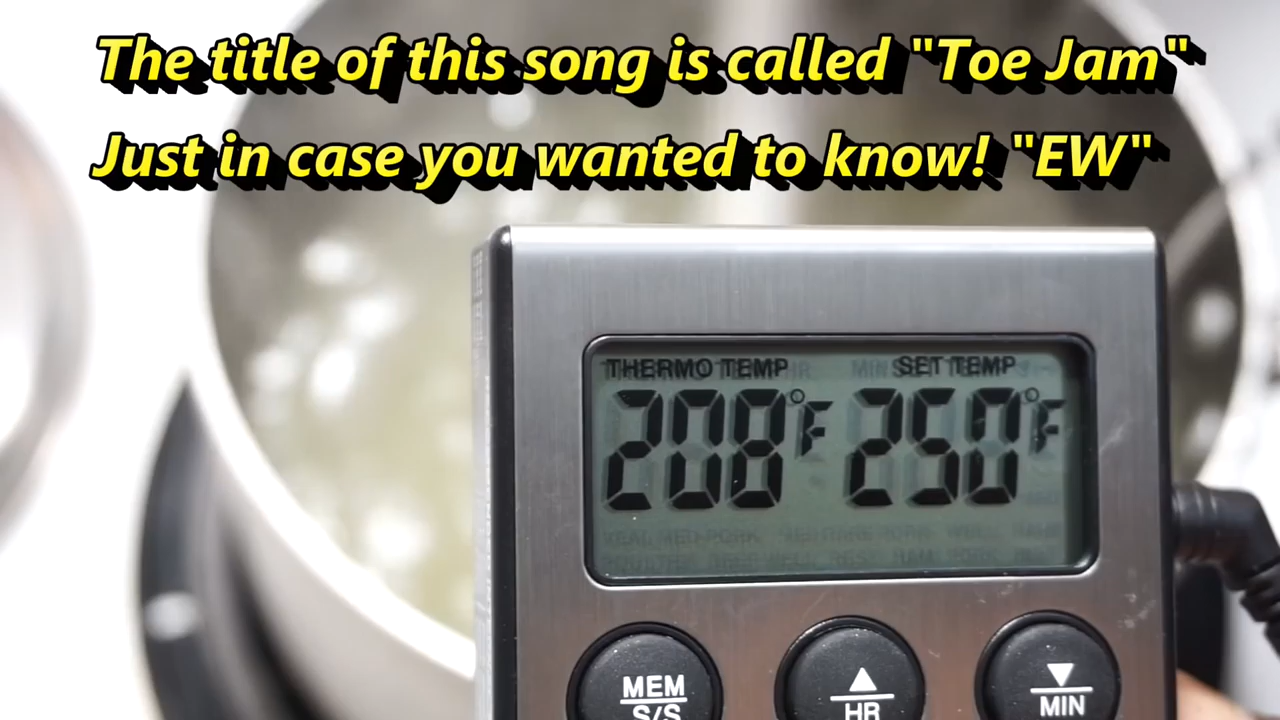 The title of this song is called "Toe Jam"
Just in case you wanted to know! "EW"
THERMO TEMP SET TEMP
208°F 250°F
MEM HR MIN
S/S